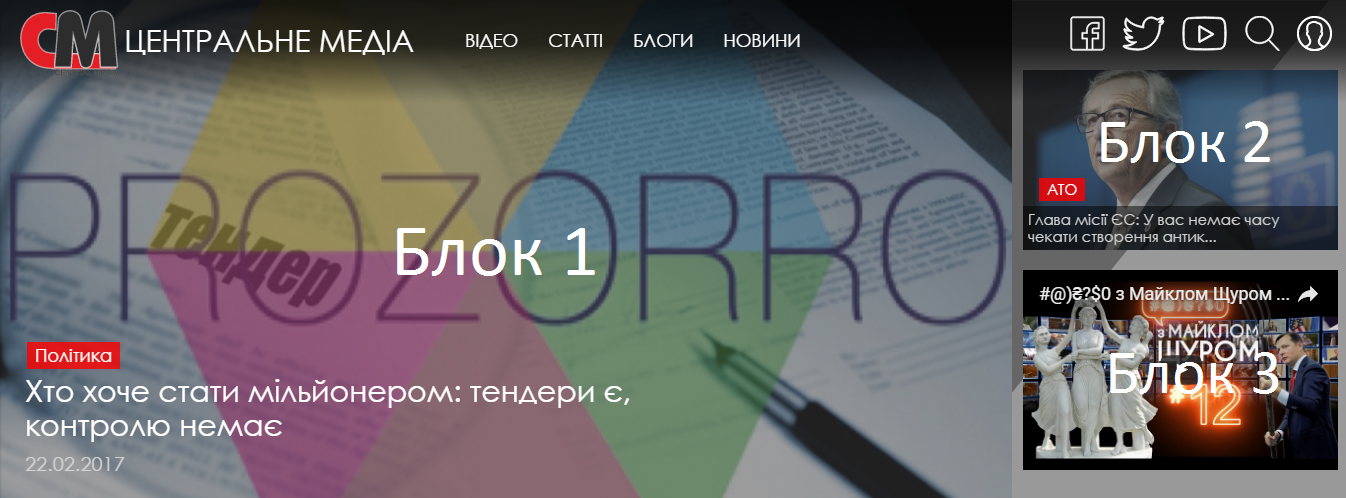 СМ ЦЕНТРАЛЬНЕ МЕДІА
ВІДЕО СТАТТІ БЛОГИ НОВИНИ
PROZORRO
тендер
Блок 1
Політика
Хто хоче стати мільйонером: тендери є,
контролю немає
22.02.2017
Блок 2
АТО
Глава місії ЄС: У вас немає часу
чекати створення антик...
#@)₴?$0 з Майклом Щуром ...
#@)₴?$0
з МАЙКЛОМ
ЩУРОМ
Блок 3
#12